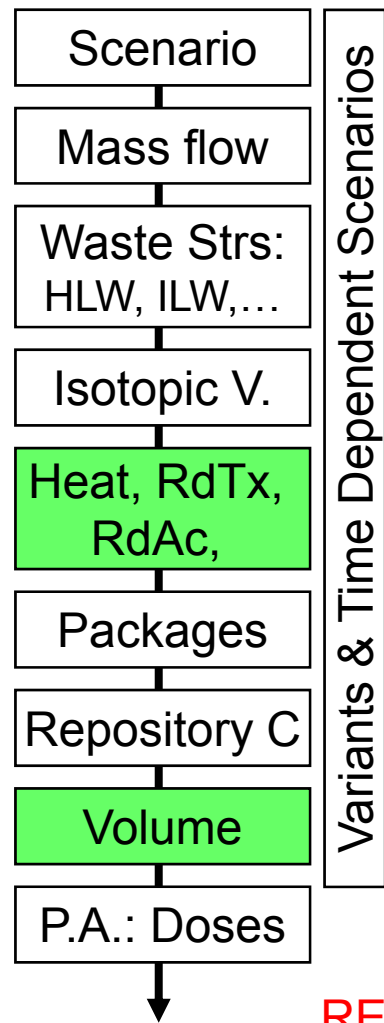 Scenario
Mass flow
Waste Strs:
HLW, ILW,…
Isotopic V.
Heat, RdTx,
RdAc,
Packages
Repository C
Volume
P.A.: Doses
Variants & Time Dependent Scenarios
RE